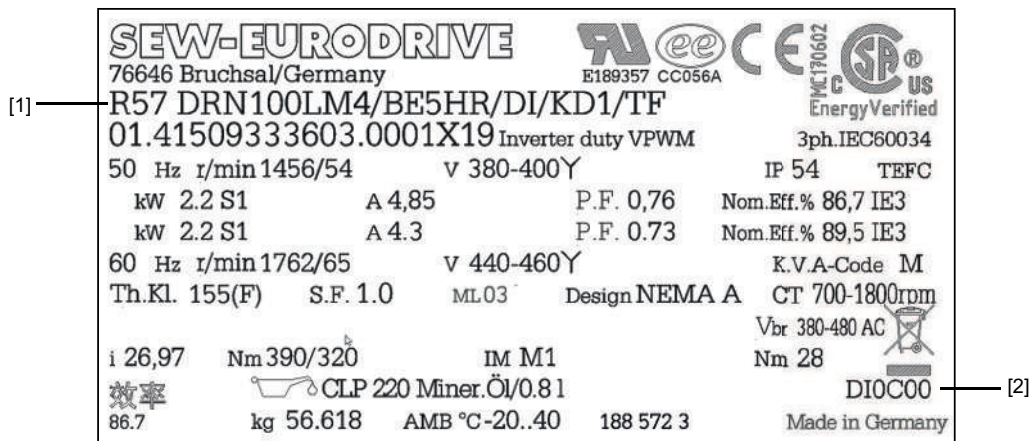 SEW-EURODRIVE
76646 Bruchsal/Germany
E189357 CC056A
ee CE MC170602 C SA ® C US
EnergyVerified
[1] R57 DRN100LM4/BE5HR/DI/KD1/TF
01.41509333603.0001X19 Inverter duty VPWM 3ph.IEC60034
50 Hz r/min 1456/54 V 380-400Y IP 54 TEFC
kW 2.2 S1 A 4,85 P.F. 0,76 Nom.Eff.% 86,7 IE3
kW 2.2 S1 A 4.3 P.F. 0.73 Nom.Eff.% 89,5 IE3
60 Hz r/min 1762/65 V 440-460Y K.V.A-Code M
Th.Kl. 155(F) S.F. 1.0 ML03 Design NEMA A CT 700-1800rpm
Vbr 380-480 AC
i 26,97 Nm 390/320 IM M1 Nm 28
效率 CLP 220 Miner.Öl/0.8 l DI0C00 [2]
86.7 kg 56.618 AMB °C -20..40 188 572 3 Made in Germany